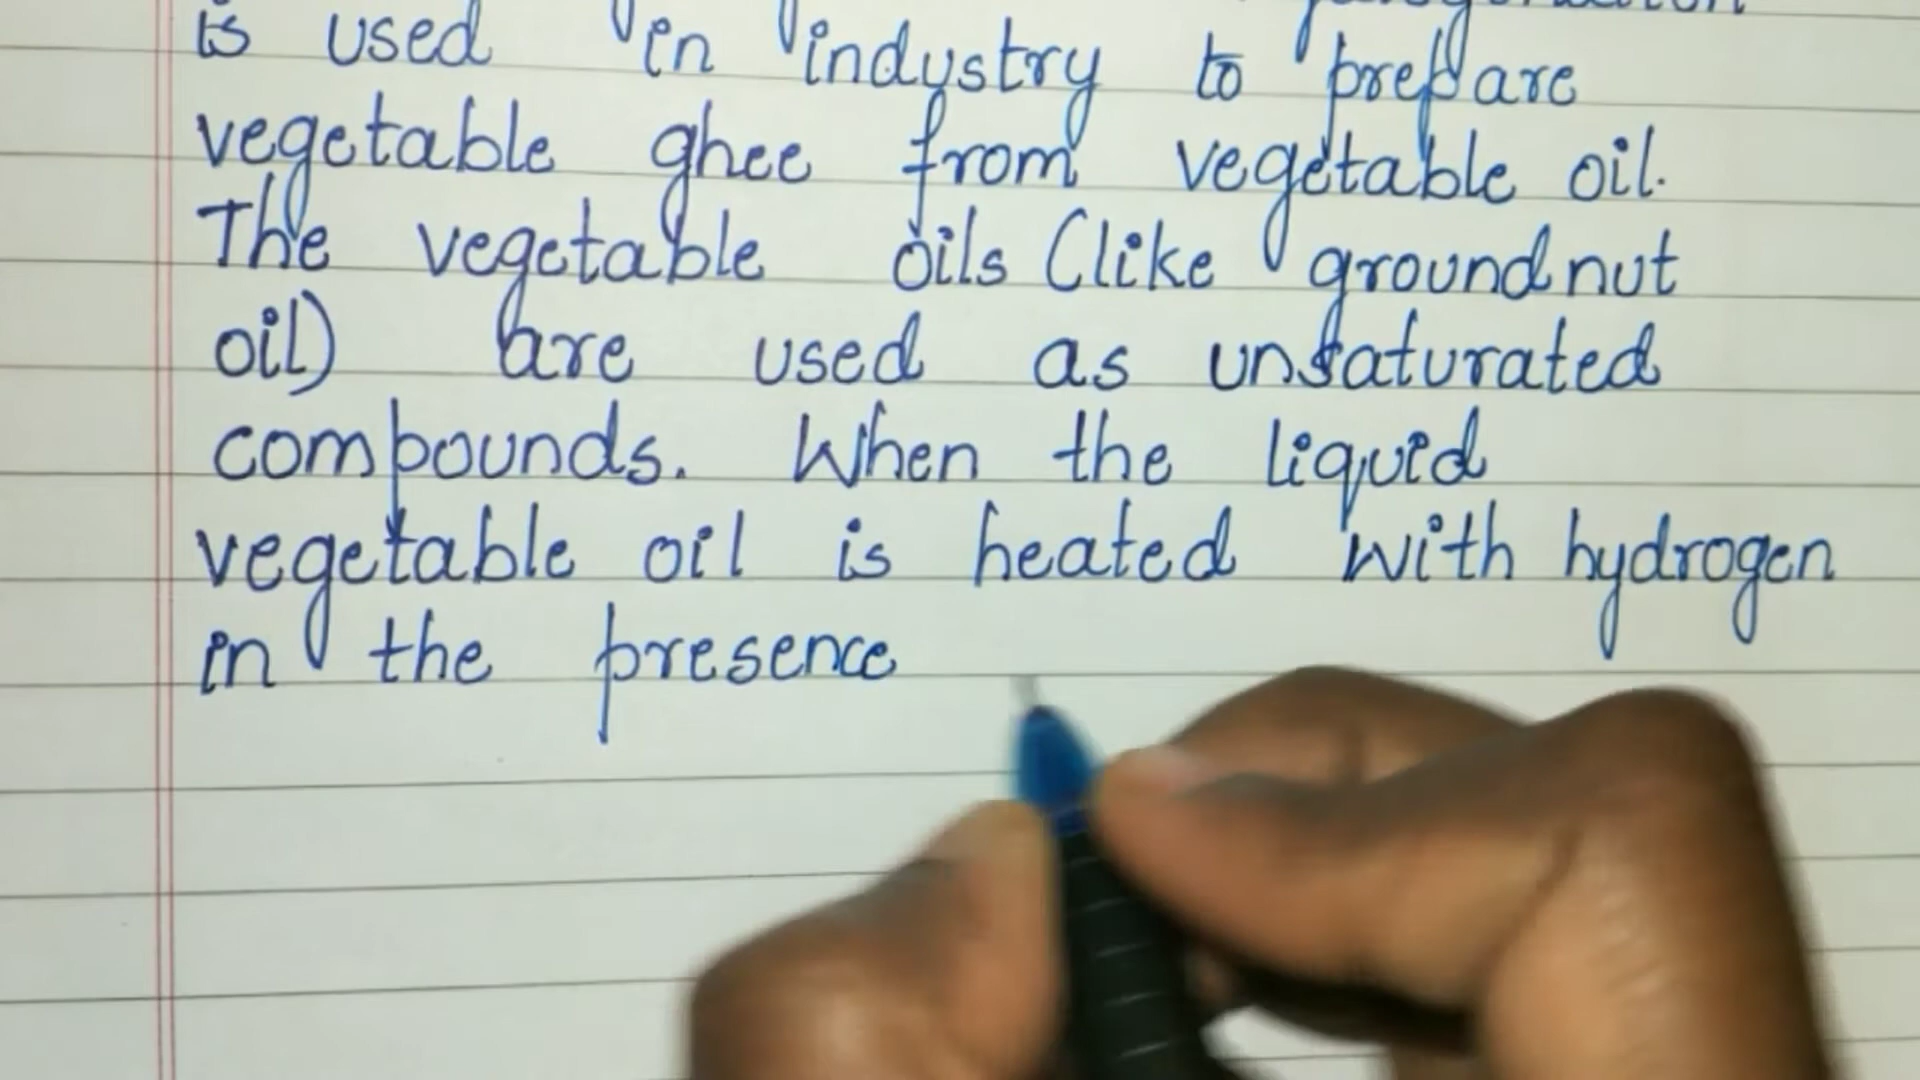 is used in industry to prepare
vegetable ghee from vegetable oil.
The vegetable oils (like groundnut
oil) are used as unsaturated
compounds. When the liquid
vegetable oil is heated with hydrogen
in the presence